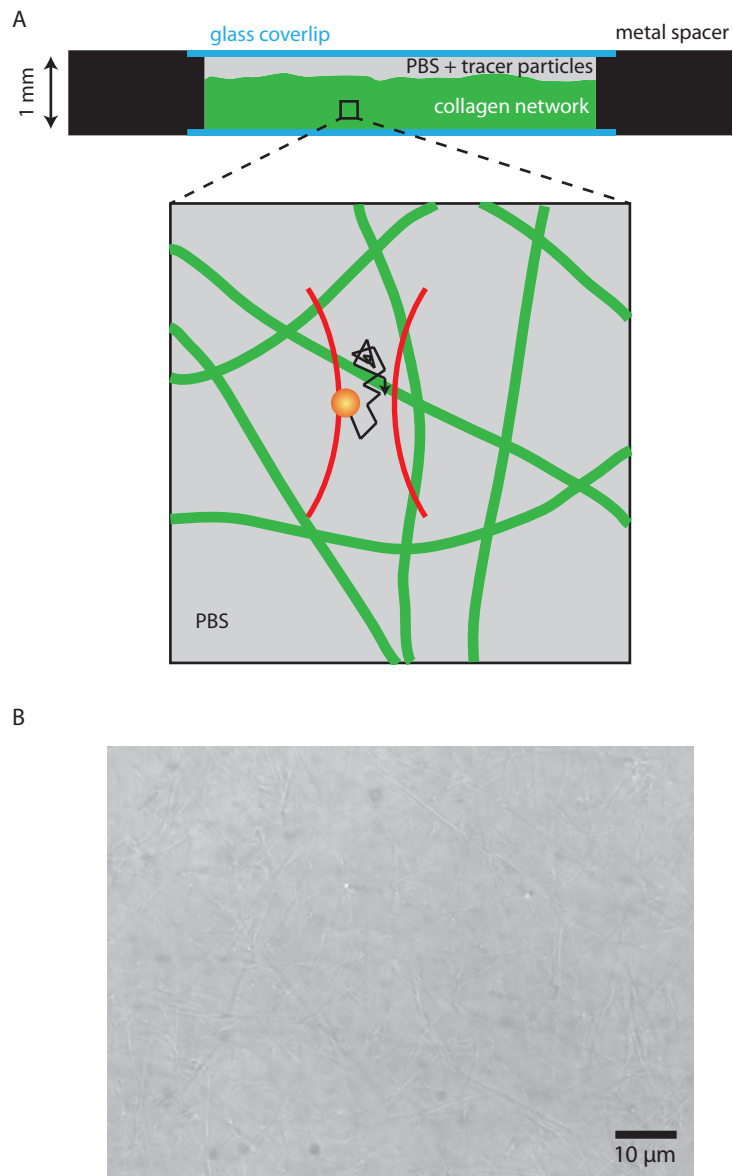 A
glass coverlip
metal spacer
PBS + tracer particles
1 mm
collagen network
PBS
B
10 µm